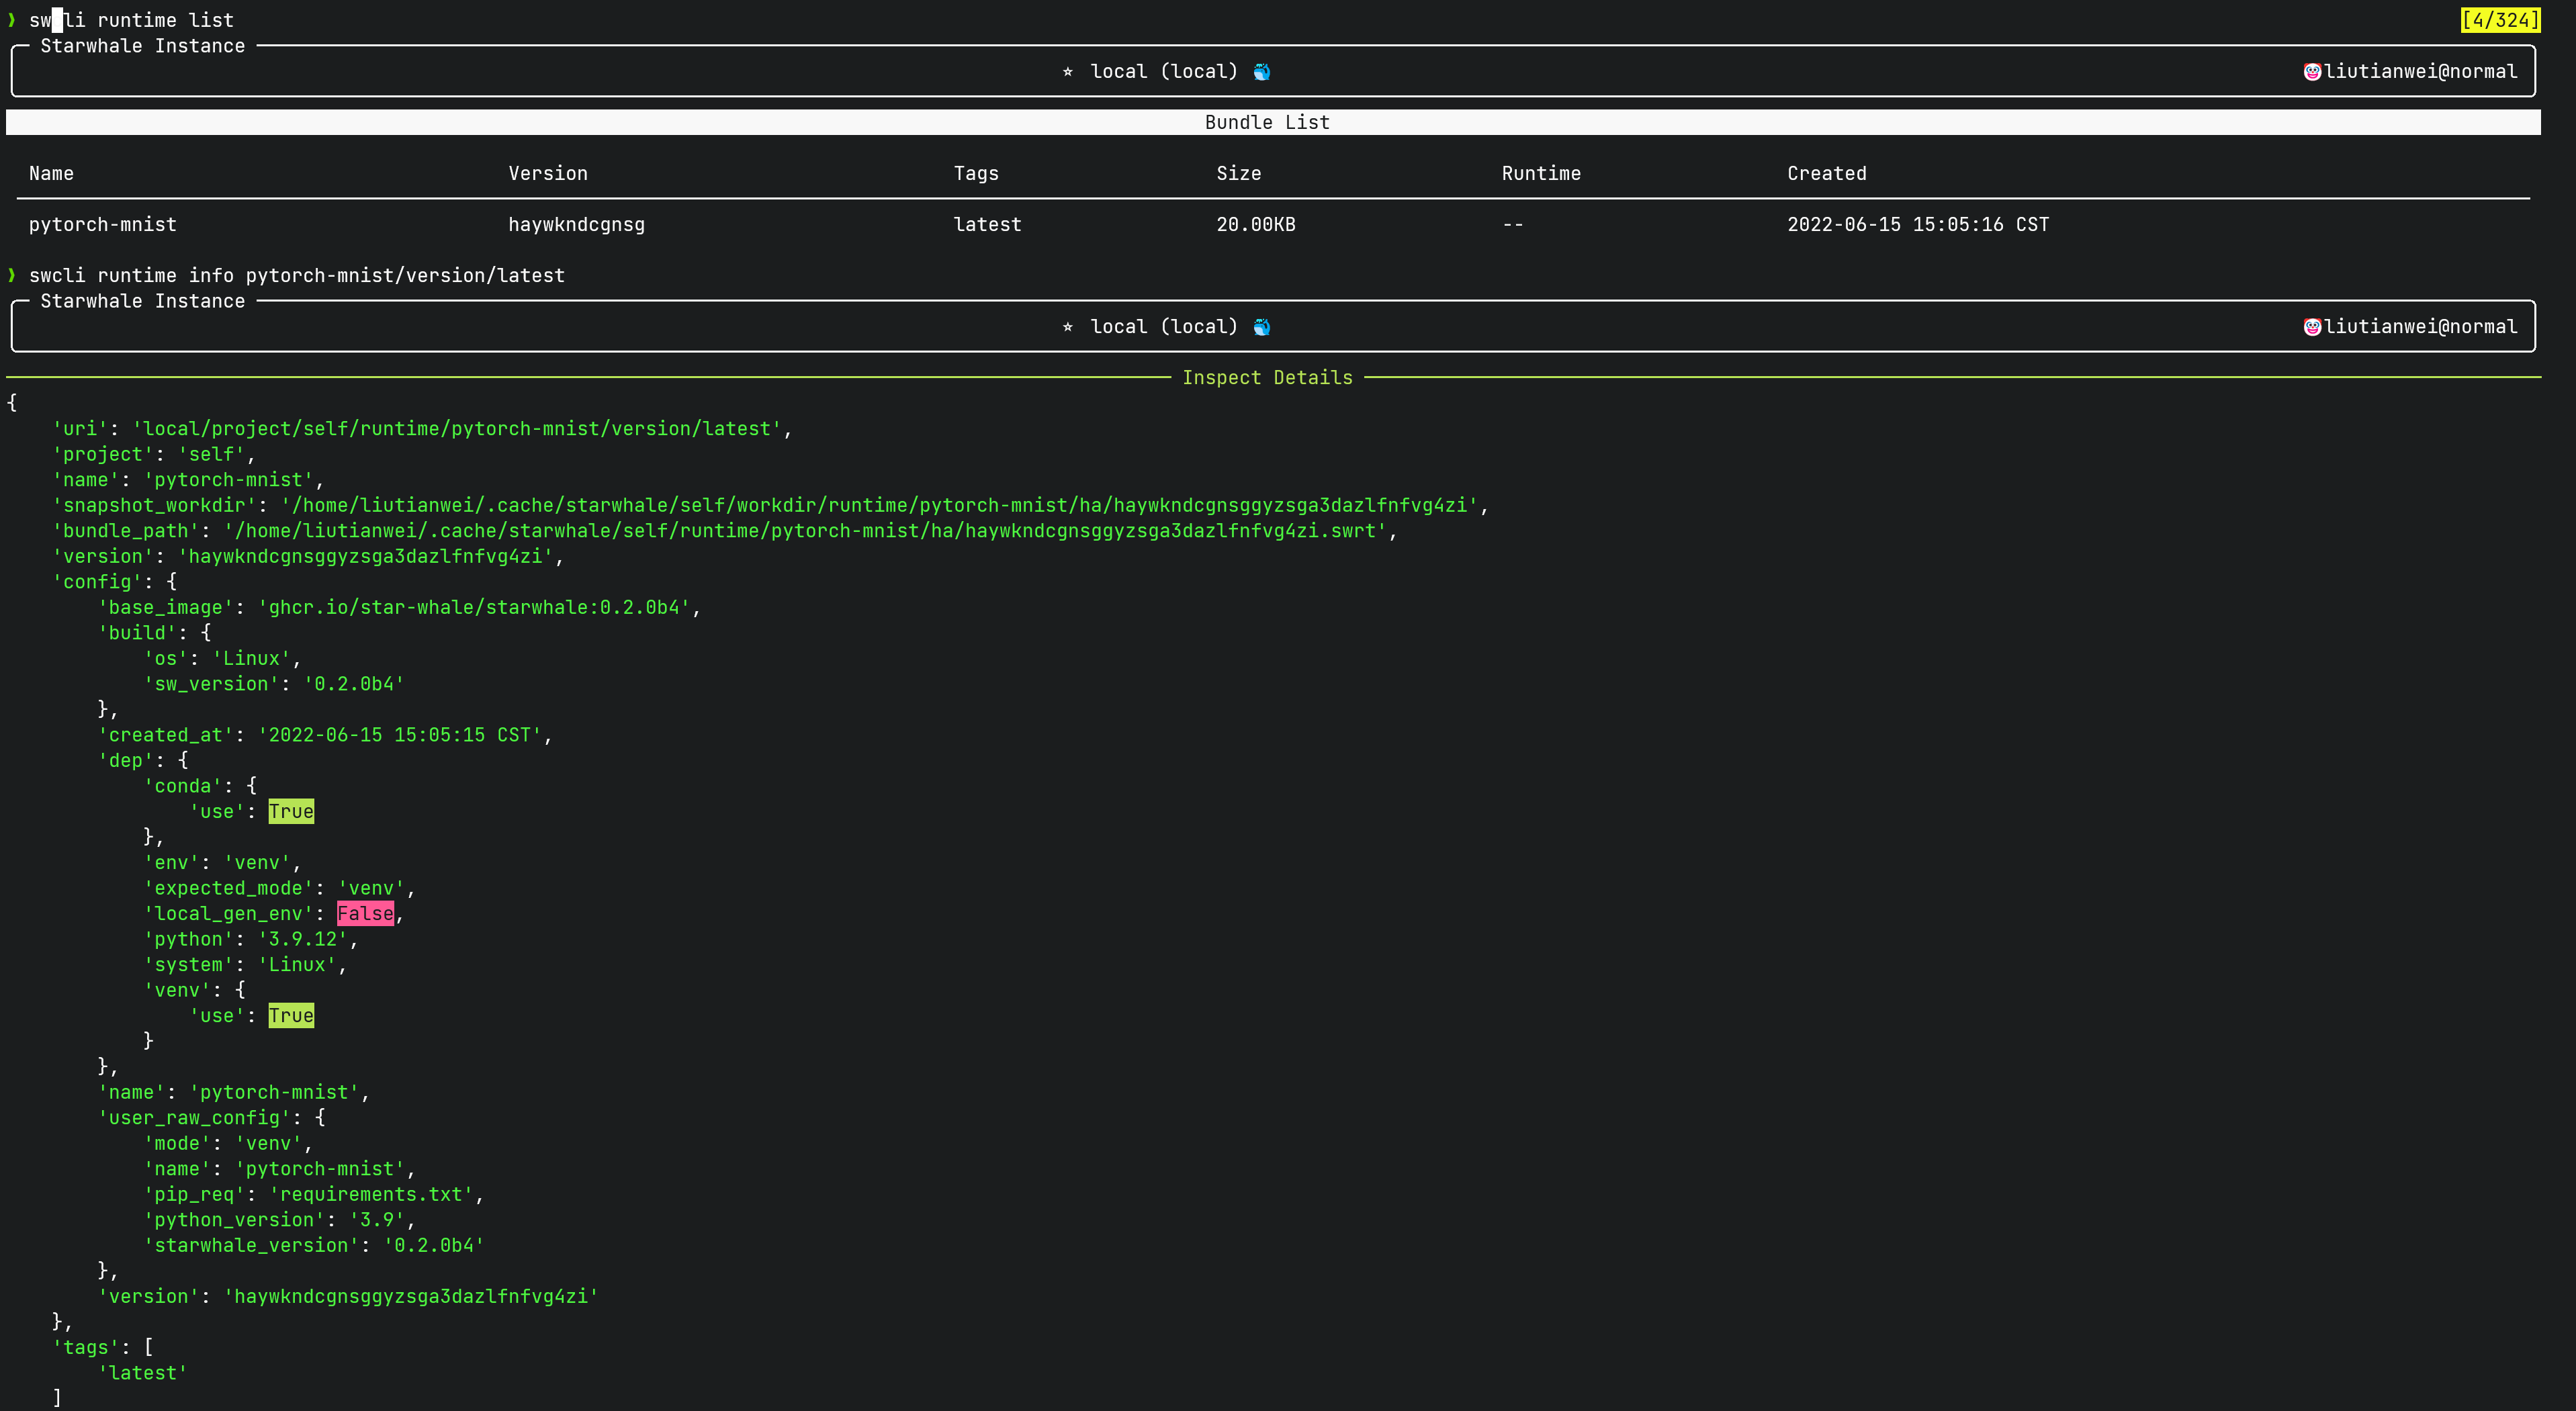 ❱ swcli runtime list [4/324]
Starwhale Instance
⭐ local (local) 🐳 🤡liutianwei@normal
Bundle List
Name Version Tags Size Runtime Created
pytorch-mnist haywkndcgnsg latest 20.00KB -- 2022-06-15 15:05:16 CST
❱ swcli runtime info pytorch-mnist/version/latest
Starwhale Instance
⭐ local (local) 🐳 🤡liutianwei@normal
Inspect Details
{
    'uri': 'local/project/self/runtime/pytorch-mnist/version/latest',
    'project': 'self',
    'name': 'pytorch-mnist',
    'snapshot_workdir': '/home/liutianwei/.cache/starwhale/self/workdir/runtime/pytorch-mnist/ha/haywkndcgnsggyzsga3dazlfnfvg4zi',
    'bundle_path': '/home/liutianwei/.cache/starwhale/self/runtime/pytorch-mnist/ha/haywkndcgnsggyzsga3dazlfnfvg4zi.swrt',
    'version': 'haywkndcgnsggyzsga3dazlfnfvg4zi',
    'config': {
        'base_image': 'ghcr.io/star-whale/starwhale:0.2.0b4',
        'build': {
            'os': 'Linux',
            'sw_version': '0.2.0b4'
        },
        'created_at': '2022-06-15 15:05:15 CST',
        'dep': {
            'conda': {
                'use': True
            },
            'env': 'venv',
            'expected_mode': 'venv',
            'local_gen_env': False,
            'python': '3.9.12',
            'system': 'Linux',
            'venv': {
                'use': True
            }
        },
        'name': 'pytorch-mnist',
        'user_raw_config': {
            'mode': 'venv',
            'name': 'pytorch-mnist',
            'pip_req': 'requirements.txt',
            'python_version': '3.9',
            'starwhale_version': '0.2.0b4'
        },
        'version': 'haywkndcgnsggyzsga3dazlfnfvg4zi'
    },
    'tags': [
        'latest'
    ]